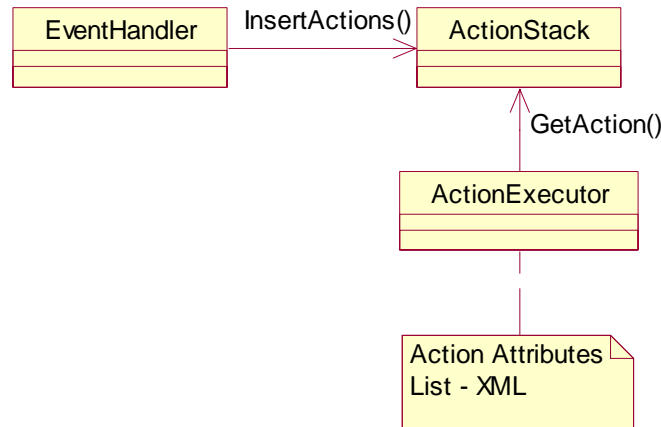 EventHandler
InsertActions()
ActionStack
GetAction()
ActionExecutor
Action Attributes
List - XML